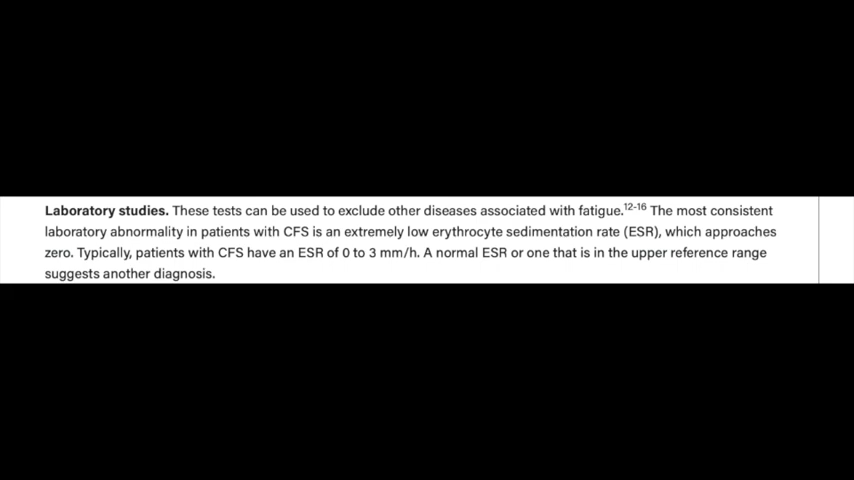 Laboratory studies. These tests can be used to exclude other diseases associated with fatigue.12-16 The most consistent
laboratory abnormality in patients with CFS is an extremely low erythrocyte sedimentation rate (ESR), which approaches
zero. Typically, patients with CFS have an ESR of 0 to 3 mm/h. A normal ESR or one that is in the upper reference range
suggests another diagnosis.